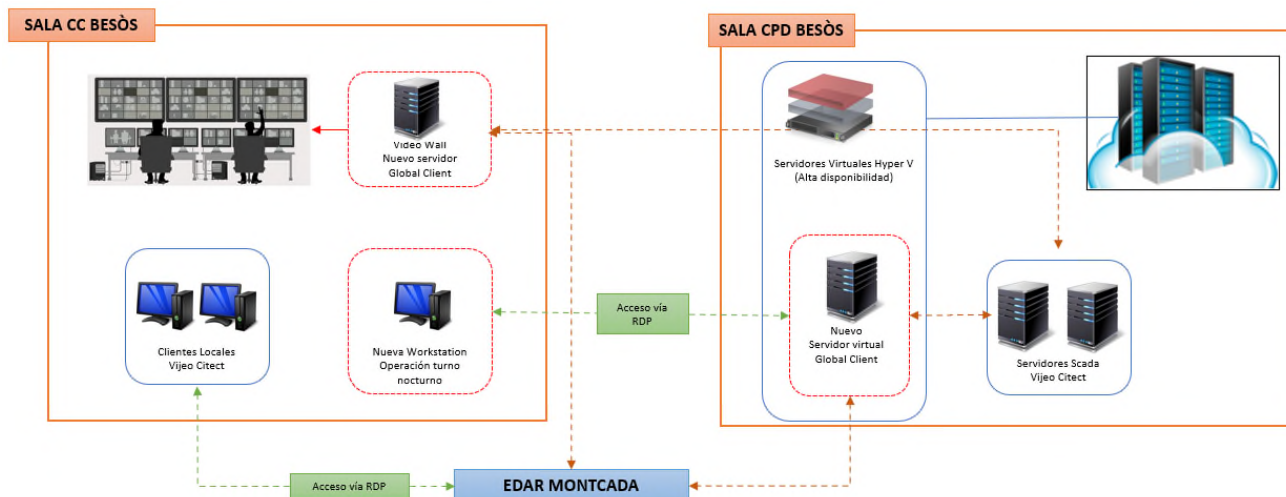 SALA CC BESÒS
SALA CPD BESÒS
Video Wall
Nuevo servidor
Global Client
Servidores Virtuales Hyper V
(Alta disponibilidad)
Clientes Locales
Vijeo Citect
Nueva Workstation
Operación turno
nocturno
Acceso vía
RDP
Nuevo
Servidor virtual
Global Client
Servidores Scada
Vijeo Citect
Acceso vía RDP
EDAR MONTCADA